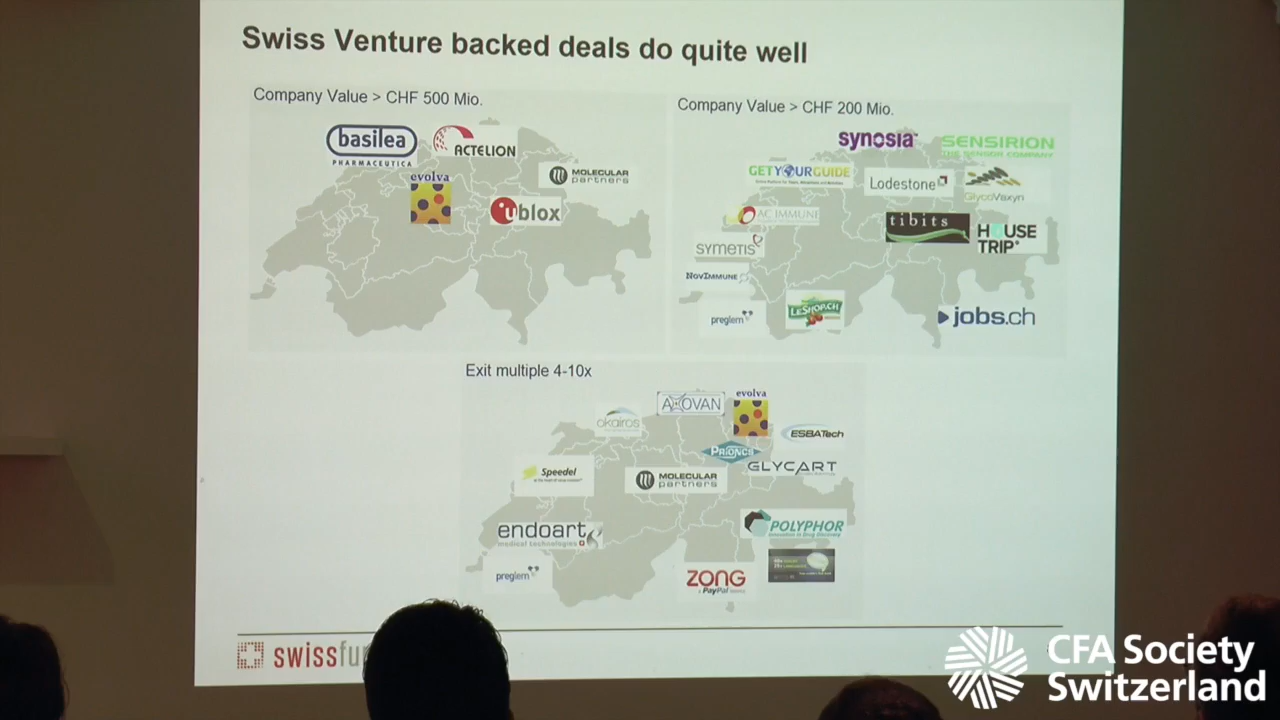 Swiss Venture backed deals do quite well
Company Value > CHF 500 Mio.
basilea
PHARMACEUTICA
ACTELION
MOLECULAR
partners
evolva
ublox
Company Value > CHF 200 Mio.
synosia
SENSIRION
THE SENSOR COMPANY
GETYOURGUIDE
Lodestone
GlycoVaxyn
AC IMMUNE
tibits
HOUSE
TRIP
SYMETIS
NOVIMMUNE
preglem
LESHOP.CH
jobs.ch
Exit multiple 4-10x
okairos
AXOVAN
evolva
ESBATech
PRIONICS
GLYCART
Speedel
MOLECULAR
partners
endoart
medical technologies
POLYPHOR
preglem
ZONG
a PayPal
swissfu
CFA Society
Switzerland